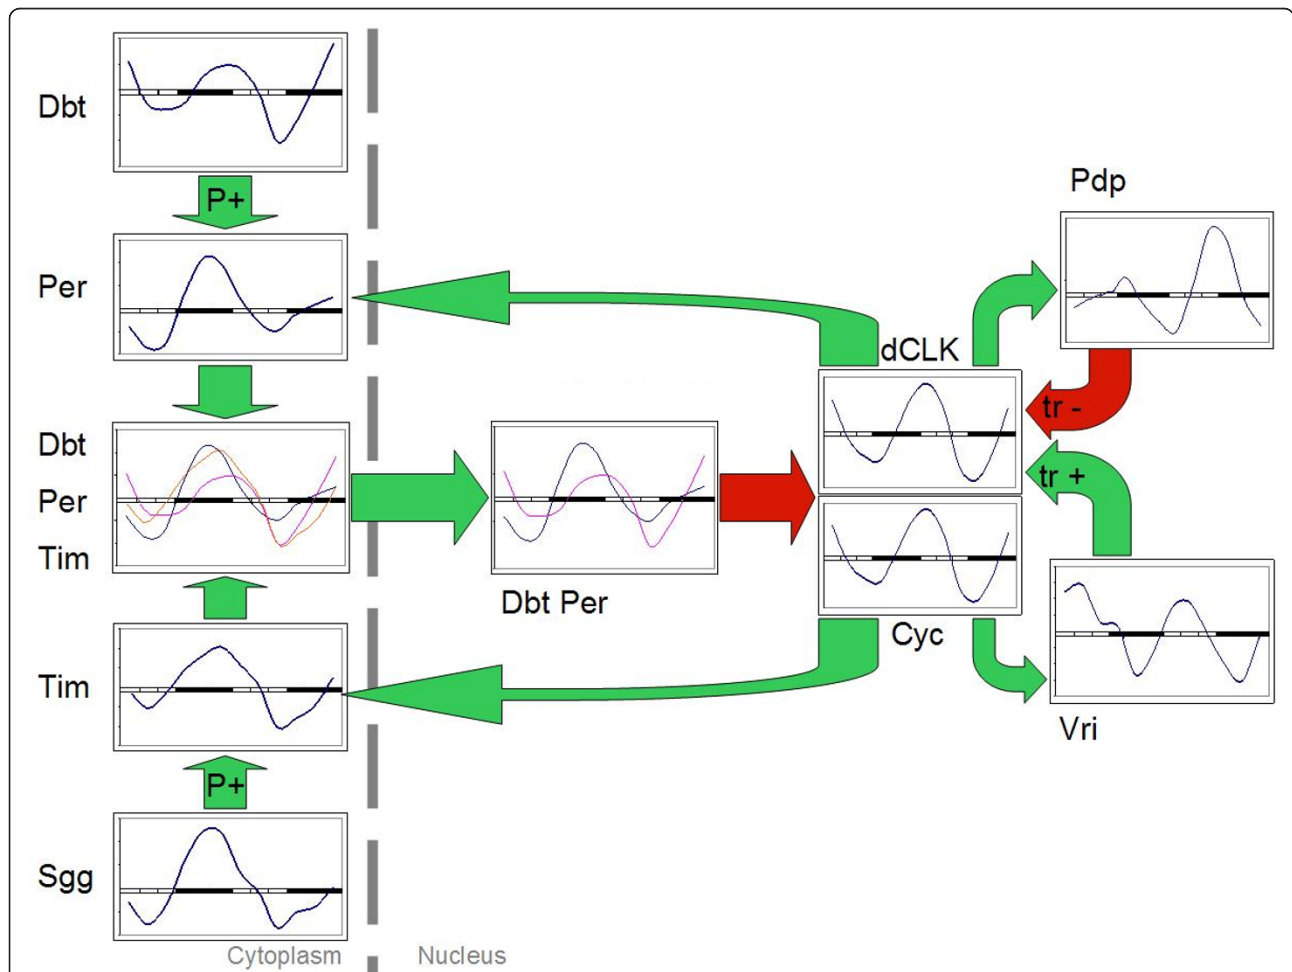 Dbt
P+
Pdp
Per
dCLK
tr -
Dbt
tr +
Per
Tim
Dbt Per
Cyc
Tim
Vri
P+
Sgg
Cytoplasm
Nucleus